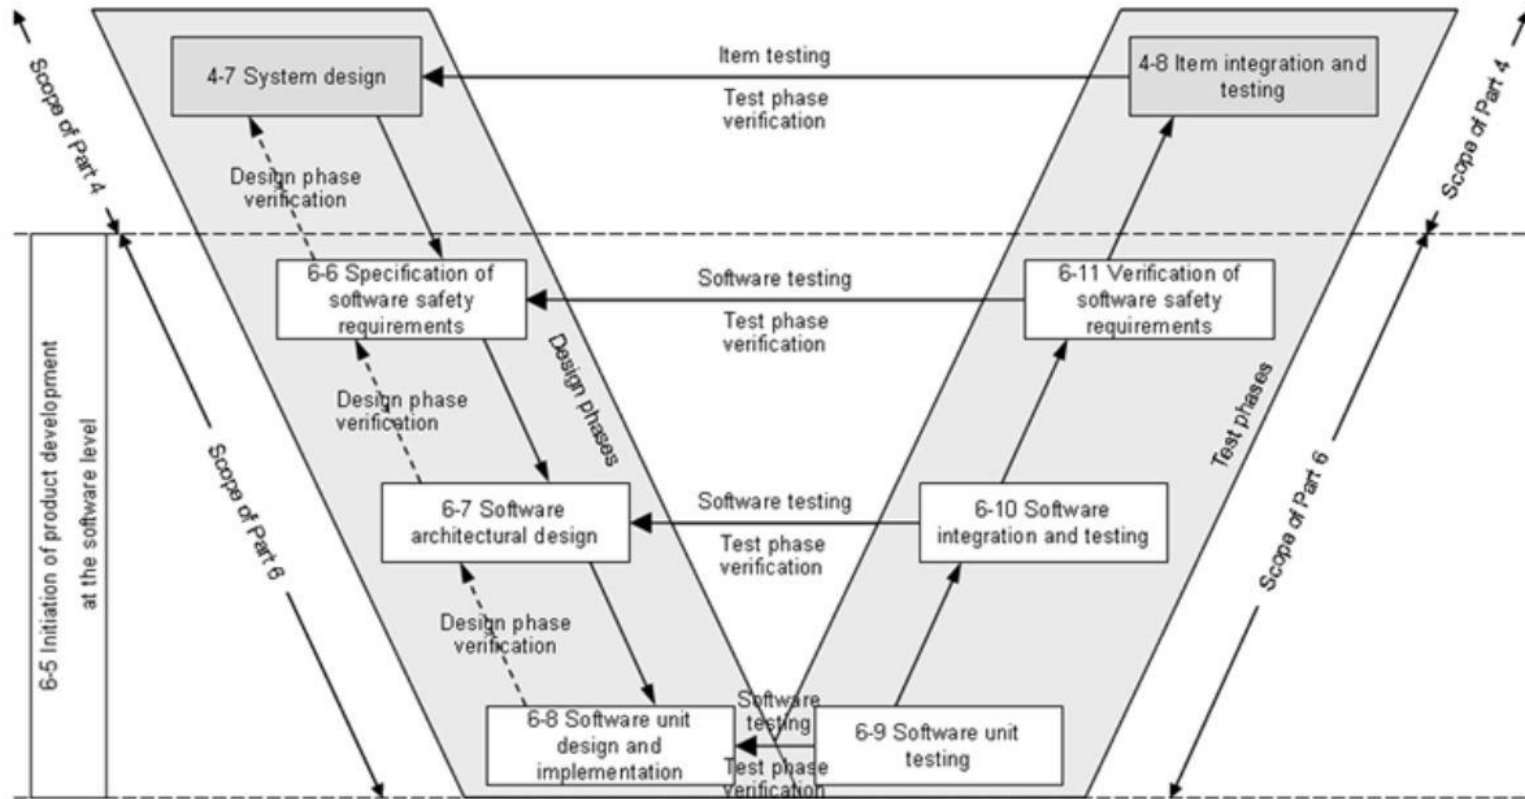 Scope of Part 4
4-7 System design
Item testing
Test phase
verification
4-8 Item integration and
testing
Scope of Part 4
Design phase
verification
6-5 Initiation of product development
at the software level
Scope of Part 6
6-6 Specification of
software safety
requirements
Software testing
Test phase
verification
6-11 Verification of
software safety
requirements
Design phases
Test phases
Scope of Part 6
Design phase
verification
6-7 Software
architectural design
Software testing
Test phase
verification
6-10 Software
integration and testing
Design phase
verification
6-8 Software unit
design and
implementation
Software
testing
Test phase
verification
6-9 Software unit
testing